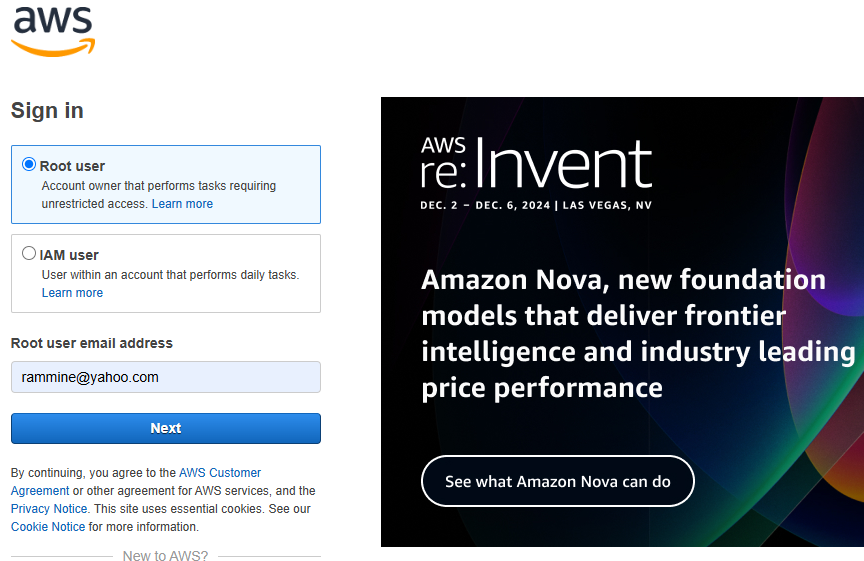 aws
Sign in
Root user
Account owner that performs tasks requiring
unrestricted access. Learn more
IAM user
User within an account that performs daily tasks.
Learn more
Root user email address
rammine@yahoo.com
Next
By continuing, you agree to the AWS Customer
Agreement or other agreement for AWS services, and the
Privacy Notice. This site uses essential cookies. See our
Cookie Notice for more information.
New to AWS?
AWS
re:Invent
DEC. 2 – DEC. 6, 2024 | LAS VEGAS, NV
Amazon Nova, new foundation
models that deliver frontier
intelligence and industry leading
price performance
See what Amazon Nova can do